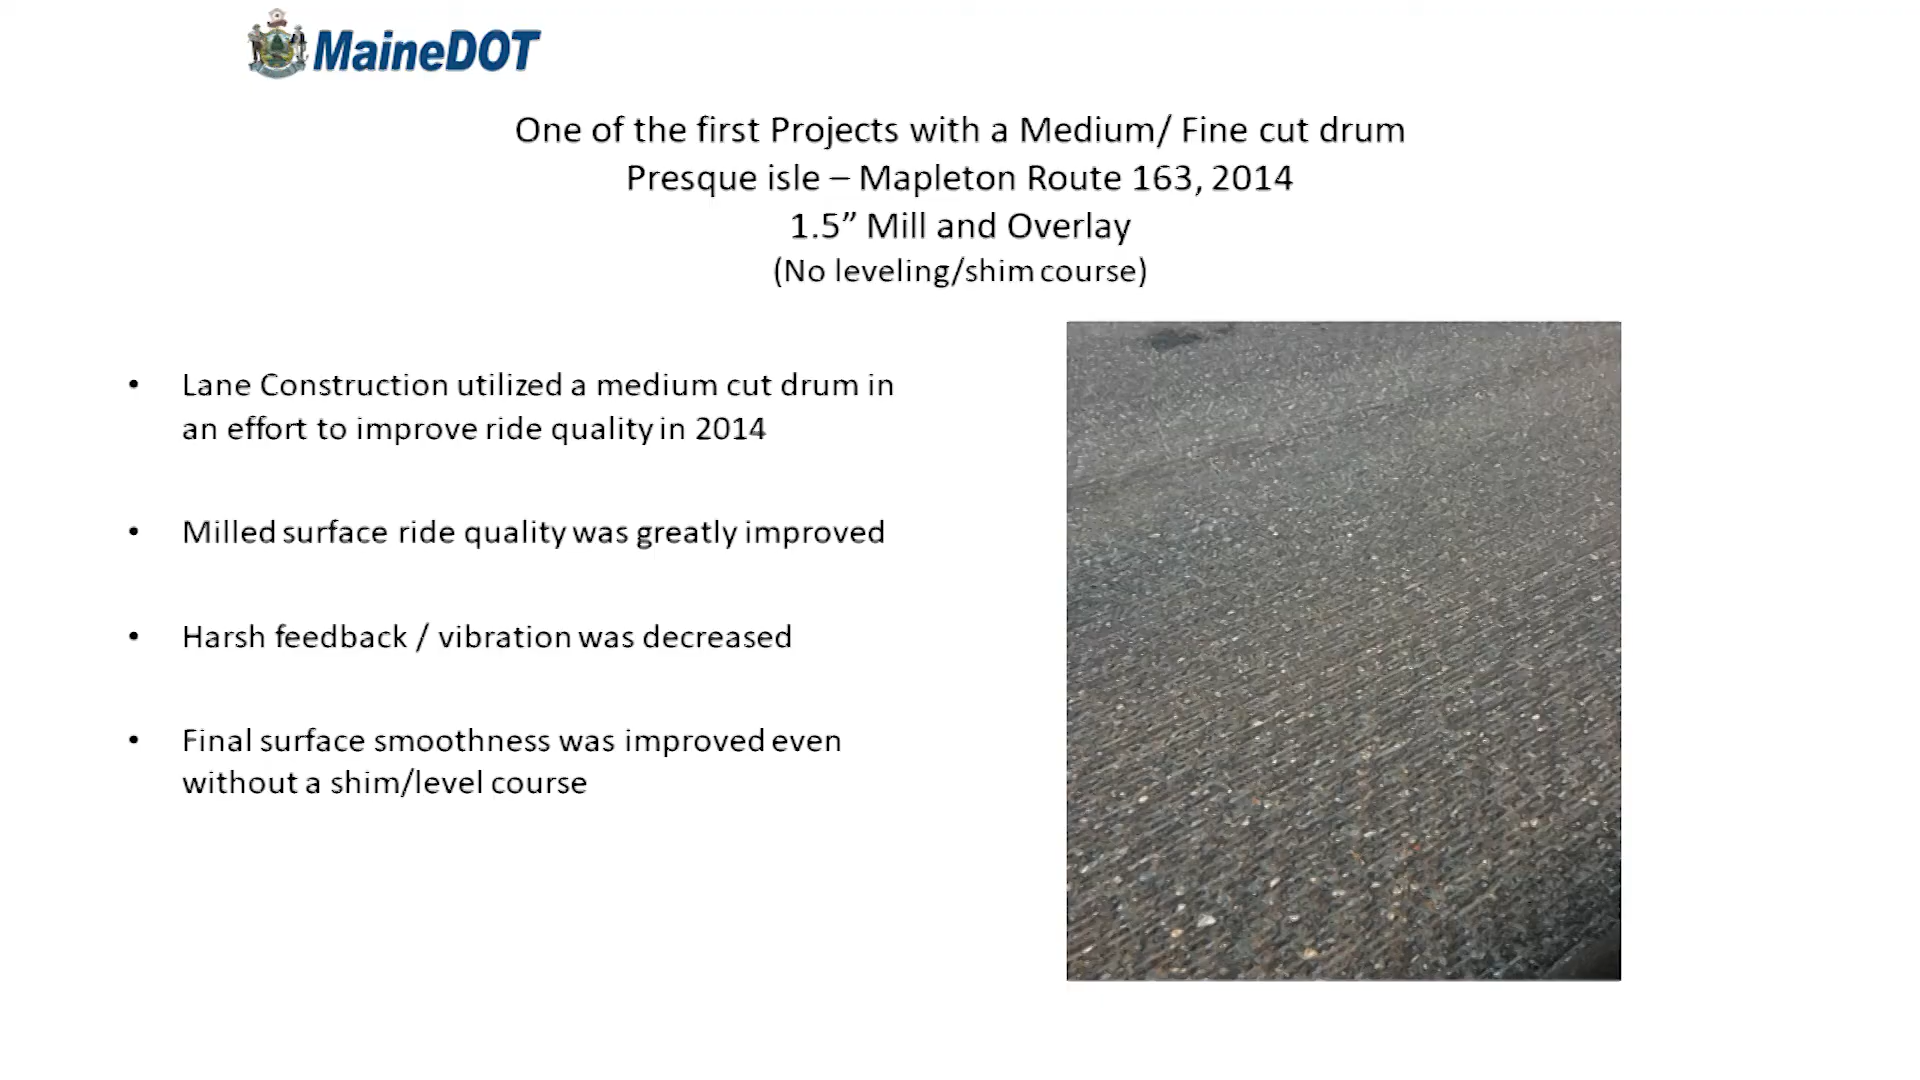 MaineDOT
One of the first Projects with a Medium/ Fine cut drum
Presque isle – Mapleton Route 163, 2014
1.5” Mill and Overlay
(No leveling/shim course)
• Lane Construction utilized a medium cut drum in
an effort to improve ride quality in 2014
• Milled surface ride quality was greatly improved
• Harsh feedback / vibration was decreased
• Final surface smoothness was improved even
without a shim/level course